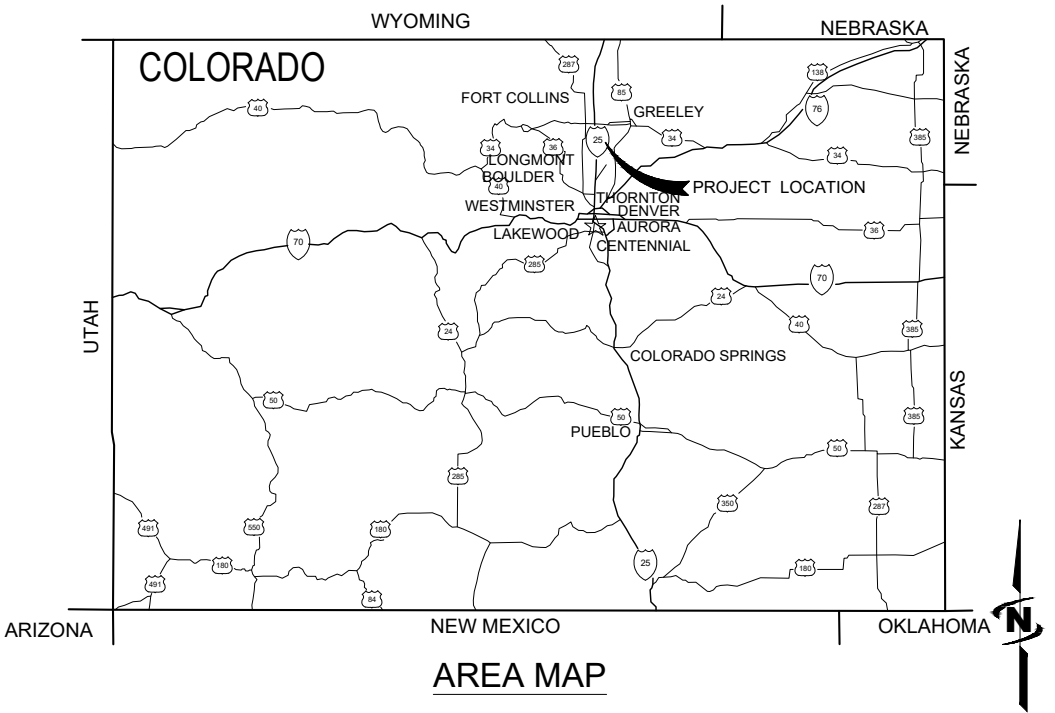 WYOMING
NEBRASKA
COLORADO
287
138
40
85
76
FORT COLLINS
GREELEY
NEBRASKA
25
34
385
34
36
34
LONGMONT
BOULDER
40
PROJECT LOCATION
THORNTON
WESTMINSTER
DENVER
LAKEWOOD
AURORA
36
70
CENTENNIAL
285
70
24
UTAH
24
40
385
COLORADO SPRINGS
50
KANSAS
50
385
PUEBLO
50
285
350
287
491
550
180
180
25
180
491
84
ARIZONA
NEW MEXICO
OKLAHOMA
N
AREA MAP